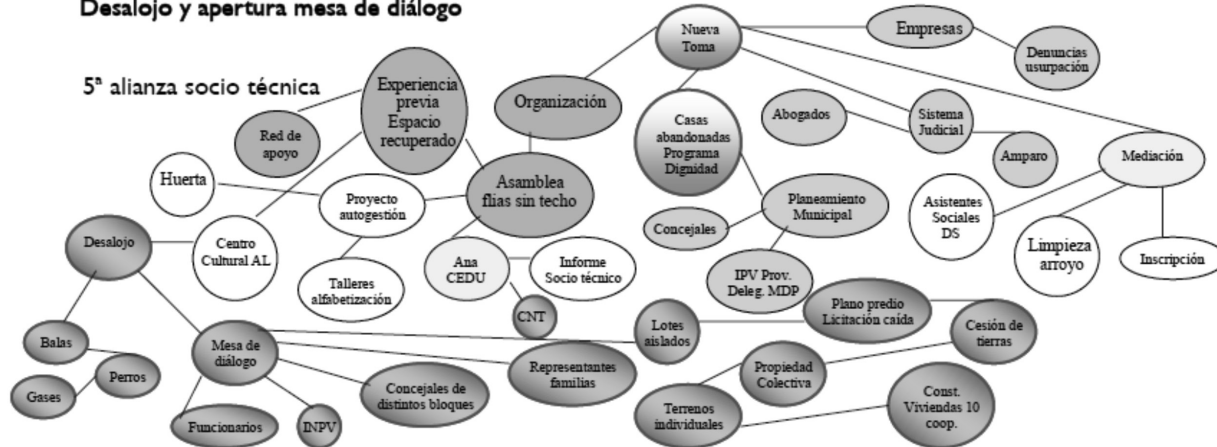 Desalojo y apertura mesa de diálogo
5ª alianza socio técnica
Nueva
Toma
Empresas
Denuncias
usurpación
Experiencia
previa
Espacio
recuperado
Organización
Red de
apoyo
Casas
abandonadas
Programa
Dignidad
Abogados
Sistema
Judicial
Amparo
Mediación
Huerta
Proyecto
autogestión
Asamblea
flias sin techo
Planeamiento
Municipal
Concejales
Asistentes
Sociales
DS
Limpieza
arroyo
Inscripción
Desalojo
Centro
Cultural AL
Talleres
alfabetización
Ana
CEDU
Informe
Socio técnico
IPV Prov.
Deleg. MDP
CNT
Plano predio
Licitación caída
Lotes
aislados
Cesión de
tierras
Balas
Perros
Gases
Mesa de
diálogo
Representantes
familias
Propiedad
Colectiva
Concejales de
distintos bloques
Funcionarios
INPV
Terrenos
individuales
Const.
Viviendas 10
coop.